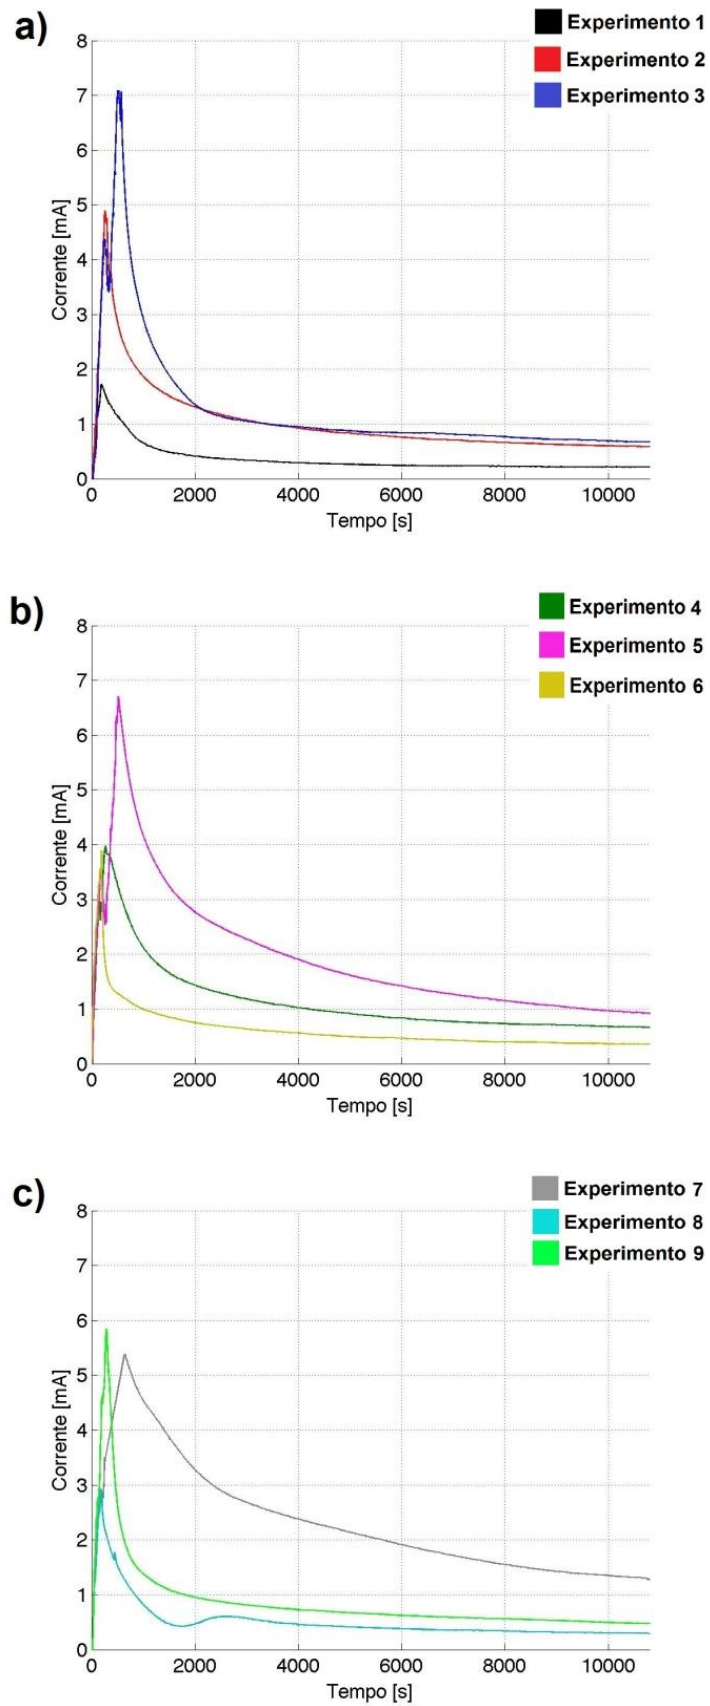 a)
Experimento 1
Experimento 2
Experimento 3
8
7
6
5
4
3
2
1
0
Corrente [mA]
0 2000 4000 6000 8000 10000
Tempo [s]
b)
Experimento 4
Experimento 5
Experimento 6
8
7
6
5
4
3
2
1
0
Corrente [mA]
0 2000 4000 6000 8000 10000
Tempo [s]
c)
Experimento 7
Experimento 8
Experimento 9
8
7
6
5
4
3
2
1
0
Corrente [mA]
0 2000 4000 6000 8000 10000
Tempo [s]